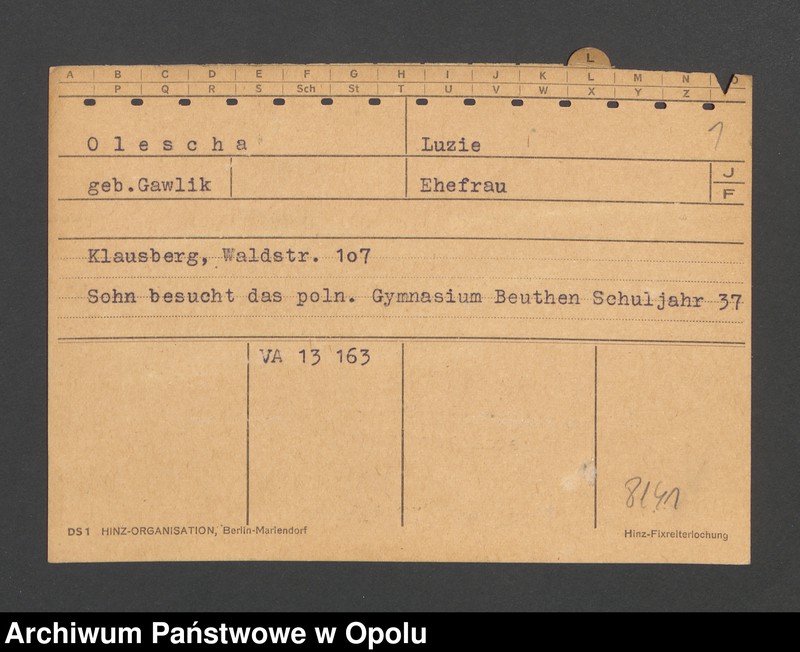 L
A B C D E F G H I J K L M N O
P Q R S Sch St T U V W X Y Z
Olescha Luzie 1
geb.Gawlik Ehefrau J
F
Klausberg, Waldstr. 1o7
Sohn besucht das poln. Gymnasium Beuthen Schuljahr 37
VA 13 163
8141
DS1 HINZ-ORGANISATION, Berlin-Mariendorf Hinz-Fixreiterlochung
Archiwum Państwowe w Opolu